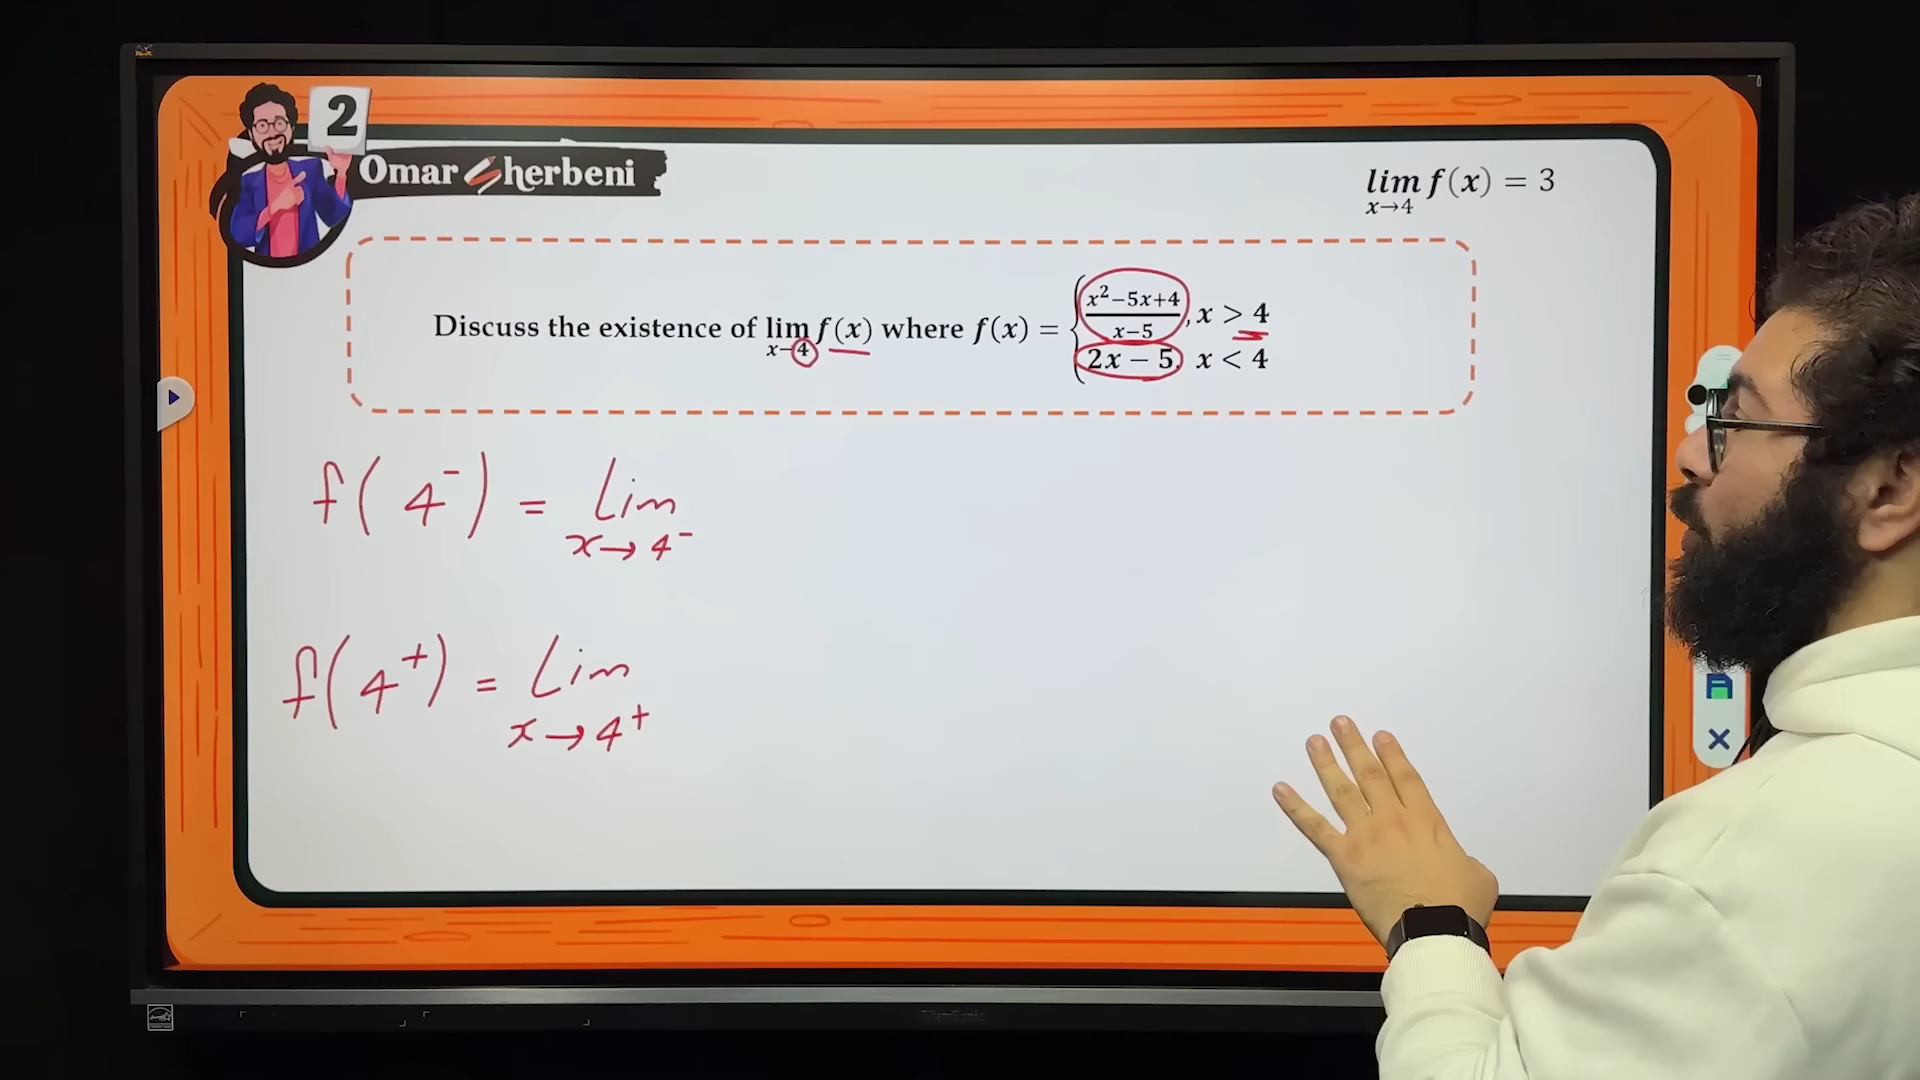 2
Omar Sherbeni
lim f(x) = 3
x→4
Discuss the existence of lim f(x) where f(x) = { x²−5x+4 / x−5 , x > 4
x→4
2x − 5, x < 4
f(4⁻) = Lim
x→4⁻
f(4⁺) = Lim
x→4⁺